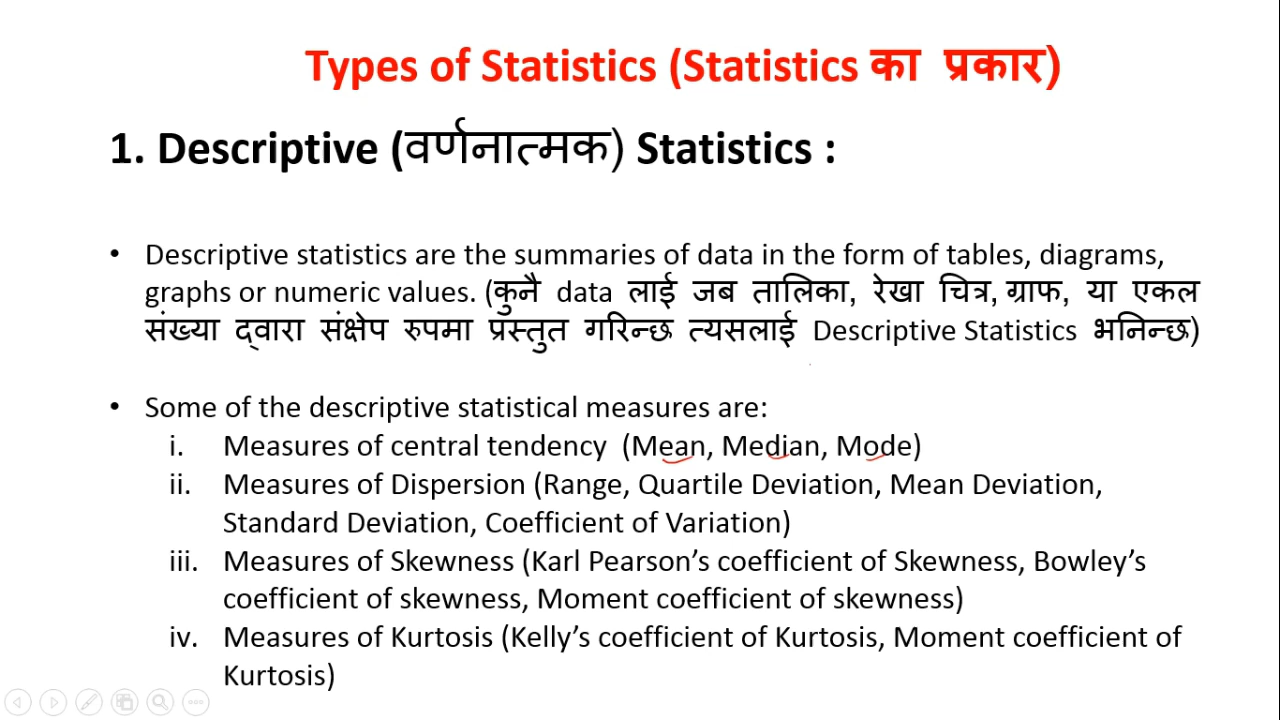 Types of Statistics (Statistics का प्रकार)
1. Descriptive (वर्णनात्मक) Statistics :
• Descriptive statistics are the summaries of data in the form of tables, diagrams,
graphs or numeric values. (कुनै data लाई जब तालिका, रेखा चित्र, ग्राफ, या एकल
संख्या द्वारा संक्षेप रुपमा प्रस्तुत गरिन्छ त्यसलाई Descriptive Statistics भनिन्छ)
• Some of the descriptive statistical measures are:
i. Measures of central tendency (Mean, Median, Mode)
ii. Measures of Dispersion (Range, Quartile Deviation, Mean Deviation,
Standard Deviation, Coefficient of Variation)
iii. Measures of Skewness (Karl Pearson’s coefficient of Skewness, Bowley’s
coefficient of skewness, Moment coefficient of skewness)
iv. Measures of Kurtosis (Kelly’s coefficient of Kurtosis, Moment coefficient of
Kurtosis)